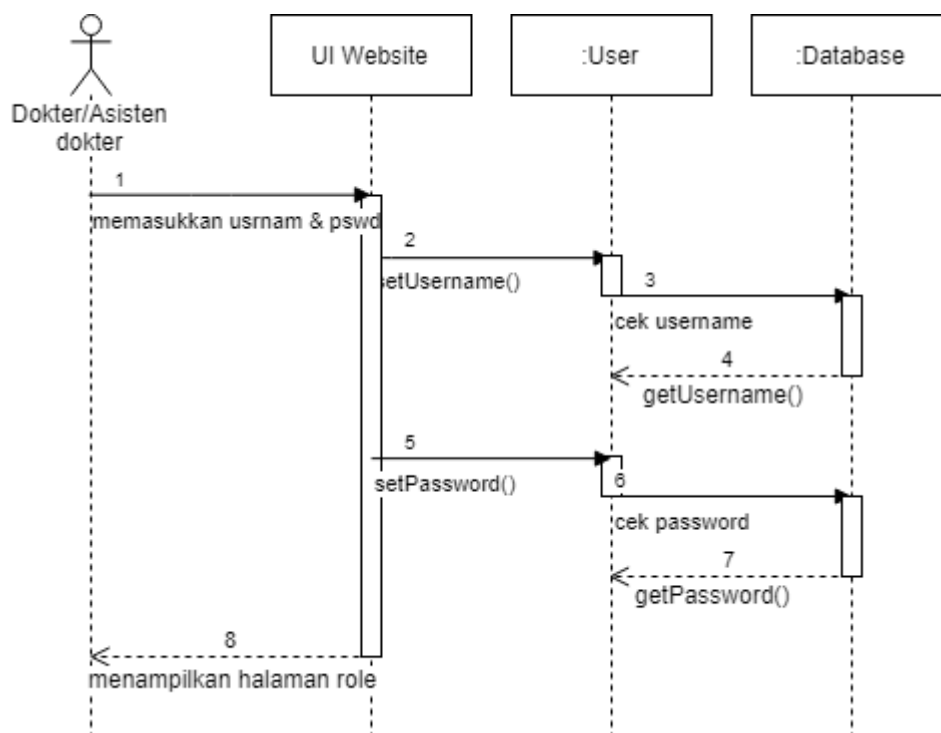 UI Website
:User
:Database
Dokter/Asisten
dokter
1
memasukkan usrnam & pswd
2
setUsername()
3
cek username
4
getUsername()
5
setPassword()
6
cek password
7
getPassword()
8
menampilkan halaman role